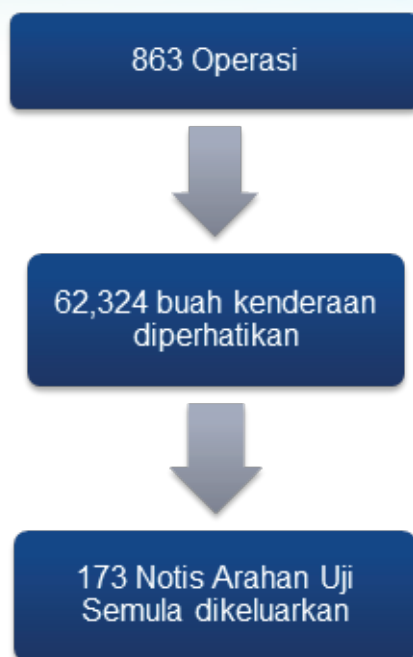 863 Operasi
62,324 buah kenderaan
diperhatikan
173 Notis Arahan Uji
Semula dikeluarkan